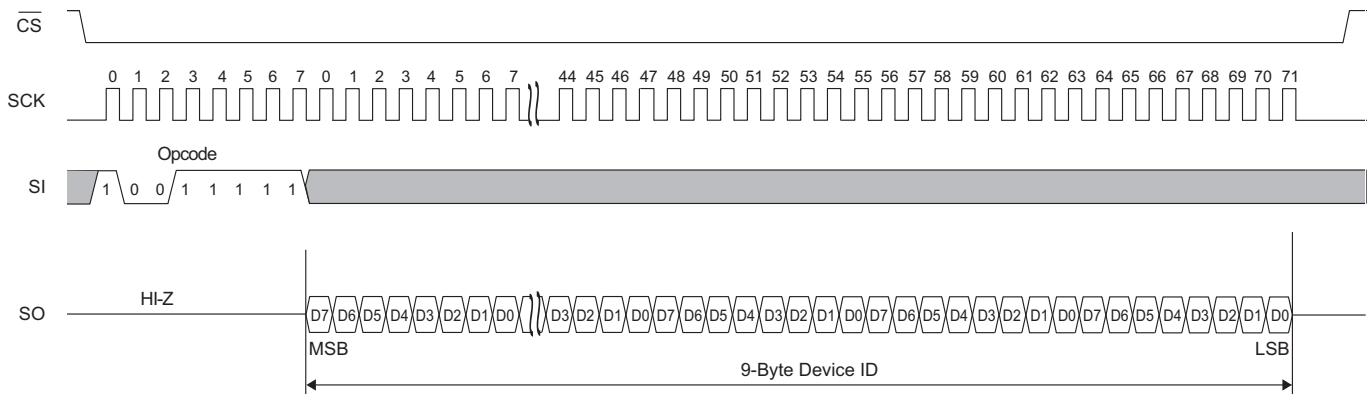 CS
0 1 2 3 4 5 6 7 0 1 2 3 4 5 6 7 44 45 46 47 48 49 50 51 52 53 54 55 56 57 58 59 60 61 62 63 64 65 66 67 68 69 70 71
SCK
Opcode
SI 1 0 0 1 1 1 1 1
HI-Z
SO D7 D6 D5 D4 D3 D2 D1 D0 D3 D2 D1 D0 D7 D6 D5 D4 D3 D2 D1 D0 D7 D6 D5 D4 D3 D2 D1 D0 D7 D6 D5 D4 D3 D2 D1 D0
MSB LSB
9-Byte Device ID